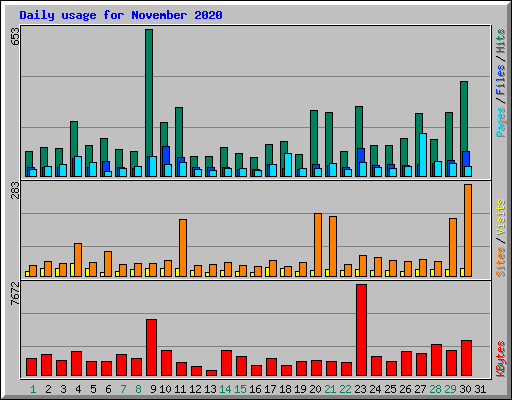 Daily usage for November 2020
653
Pages / Files / Hits
283
Sites / Visits
7672
KBytes
1 2 3 4 5 6 7 8 9 10 11 12 13 14 15 16 17 18 19 20 21 22 23 24 25 26 27 28 29 30 31